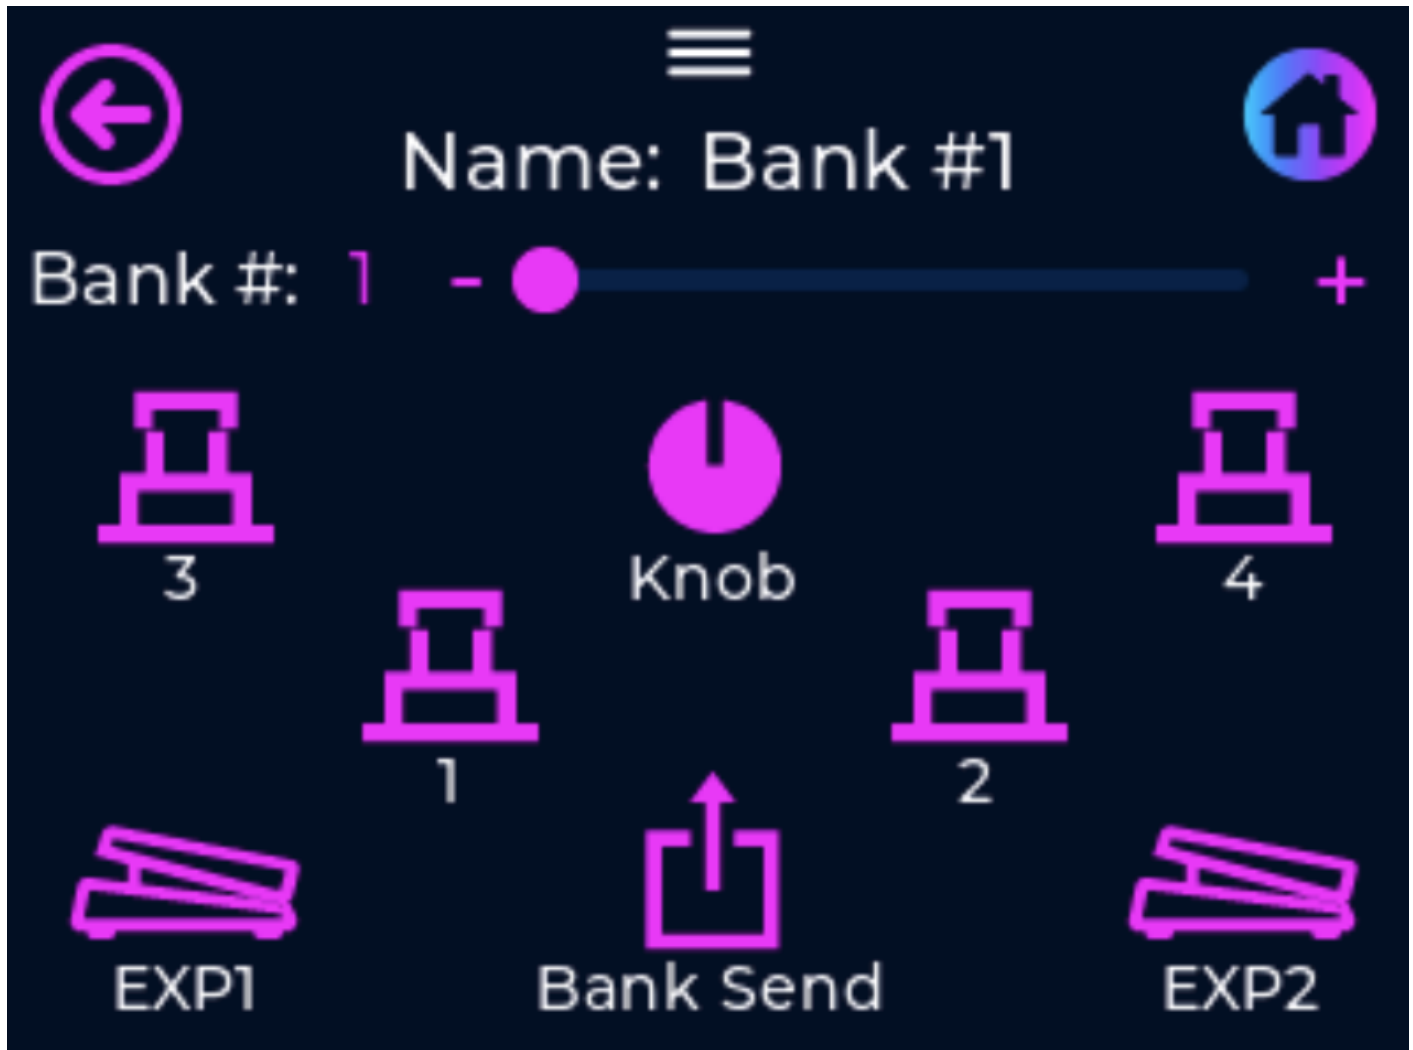 Name: Bank #1
Bank #: 1 - +
3 Knob 4
1 2
EXP1 Bank Send EXP2